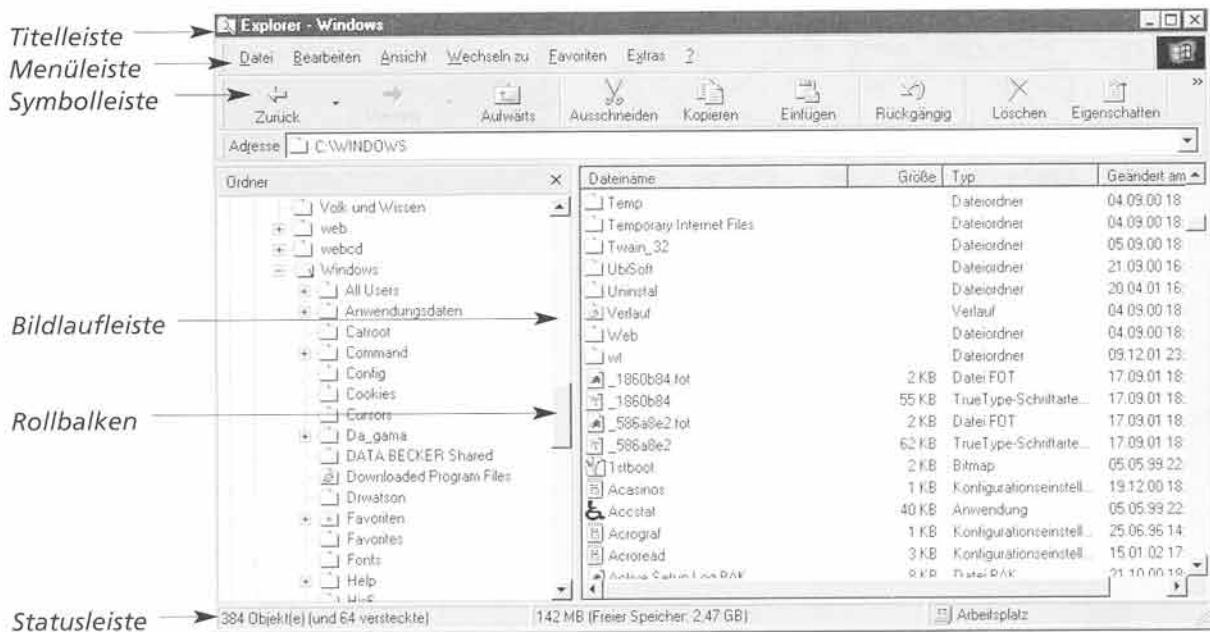 Titelleiste
Explorer - Windows
Menüleiste
Datei Bearbeiten Ansicht Wechseln zu Favoriten Extras ?
Symbolleiste
Zurück Aufwärts Ausschneiden Kopieren Einfügen Rückgängig Löschen Eigenschaften »
Adresse C:\WINDOWS
Ordner
Volk und Wissen
web
webcd
Windows
All Users
Anwendungsdaten
Catroot
Command
Config
Cookies
Cursors
Da_gama
DATA BECKER Shared
Downloaded Program Files
Drwatson
Favoriten
Favorites
Fonts
Help
Bildlaufleiste
Rollbalken
Dateiname Größe Typ Geändert am
Temp Dateiordner 04.09.00 18:
Temporary Internet Files Dateiordner 04.09.00 18:
Twain_32 Dateiordner 05.09.00 18:
UbiSoft Dateiordner 21.09.00 16:
Uninstal Dateiordner 20.04.01 16:
Verlauf Verlauf 04.09.00 18:
Web Dateiordner 04.09.00 18:
wt Dateiordner 09.12.01 23:
_1860b84.fot 2 KB Datei FOT 17.09.01 18:
_1860b84 55 KB TrueType-Schriftarte... 17.09.01 18:
_586a8e2.fot 2 KB Datei FOT 17.09.01 18:
_586a8e2 62 KB TrueType-Schriftarte... 17.09.01 18:
1stboot 2 KB Bitmap 05.05.99 22:
Acasinos 1 KB Konfigurationseinstell... 19.12.00 18:
Accstat 40 KB Anwendung 05.05.99 22:
Acrograf 1 KB Konfigurationseinstell... 25.06.96 14:
Acroread 3 KB Konfigurationseinstell... 15.01.02 17:
Statusleiste
384 Objekt(e) (und 64 versteckte) 142 MB (Freier Speicher: 2,47 GB) Arbeitsplatz